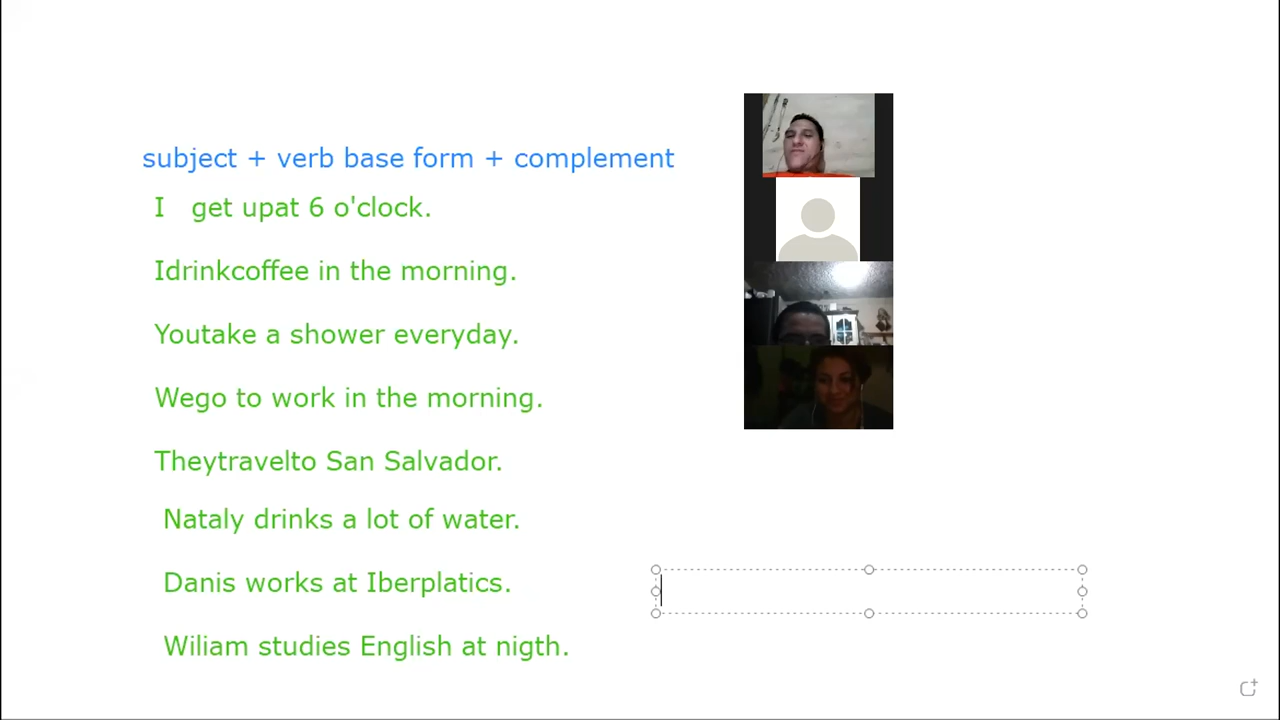 subject + verb base form + complement
I get upat 6 o'clock.
Idrinkcoffee in the morning.
Youtake a shower everyday.
Wego to work in the morning.
Theytravelto San Salvador.
Nataly drinks a lot of water.
Danis works at Iberplatics.
Wiliam studies English at nigth.